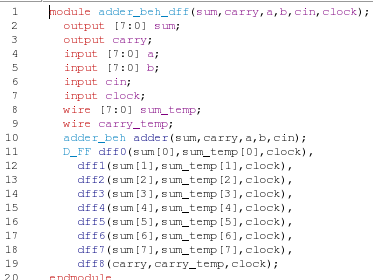 1 module adder_beh_dff(sum,carry,a,b,cin,clock);
2 output [7:0] sum;
3 output carry;
4 input [7:0] a;
5 input [7:0] b;
6 input cin;
7 input clock;
8 wire [7:0] sum_temp;
9 wire carry_temp;
10 adder_beh adder(sum,carry,a,b,cin);
11 D_FF dff0(sum[0],sum_temp[0],clock),
12 dff1(sum[1],sum_temp[1],clock),
13 dff2(sum[2],sum_temp[2],clock),
14 dff3(sum[3],sum_temp[3],clock),
15 dff4(sum[4],sum_temp[4],clock),
16 dff5(sum[5],sum_temp[5],clock),
17 dff6(sum[6],sum_temp[6],clock),
18 dff7(sum[7],sum_temp[7],clock),
19 dff8(carry,carry_temp,clock);
20 endmodule